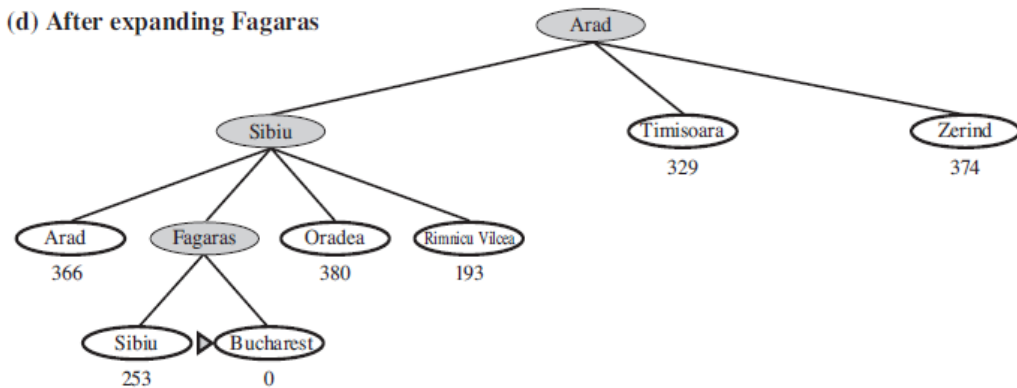 (d) After expanding Fagaras
Arad
Sibiu
Timisoara
Zerind
329
374
Arad
Fagaras
Oradea
Rimnicu Vilcea
366
380
193
Sibiu
Bucharest
253
0